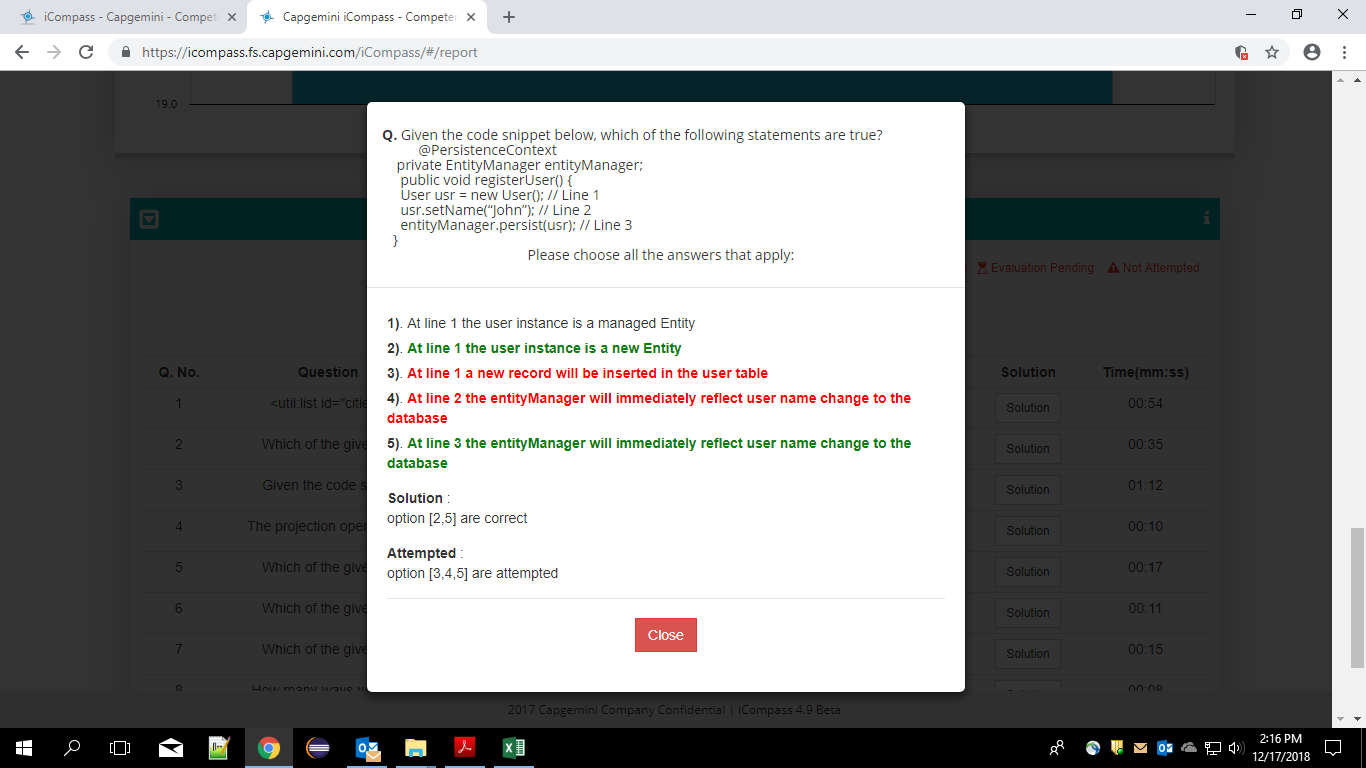 iCompass - Capgemini - Compet
Capgemini iCompass - Competen
https://icompass.fs.capgemini.com/iCompass/#/report
19.0
Q. Given the code snippet below, which of the following statements are true?
@PersistenceContext
private EntityManager entityManager;
public void registerUser() {
User usr = new User(); // Line 1
usr.setName(“John”); // Line 2
entityManager.persist(usr); // Line 3
}
Please choose all the answers that apply:
Evaluation Pending Not Attempted
1). At line 1 the user instance is a managed Entity
2). At line 1 the user instance is a new Entity
3). At line 1 a new record will be inserted in the user table
4). At line 2 the entityManager will immediately reflect user name change to the
database
5). At line 3 the entityManager will immediately reflect user name change to the
database
Solution :
option [2,5] are correct
Attempted :
option [3,4,5] are attempted
Close
Q. No. Question Solution Time(mm:ss)
1 <util:list id="citie Solution 00:54
2 Which of the give Solution 00:35
3 Given the code s Solution 01:12
4 The projection oper Solution 00:10
5 Which of the give Solution 00:17
6 Which of the give Solution 00:11
7 Which of the give Solution 00:15
8 How many ways y 00:08
2017 Capgemini Company Confidential | iCompass 4.9 Beta
2:16 PM
12/17/2018